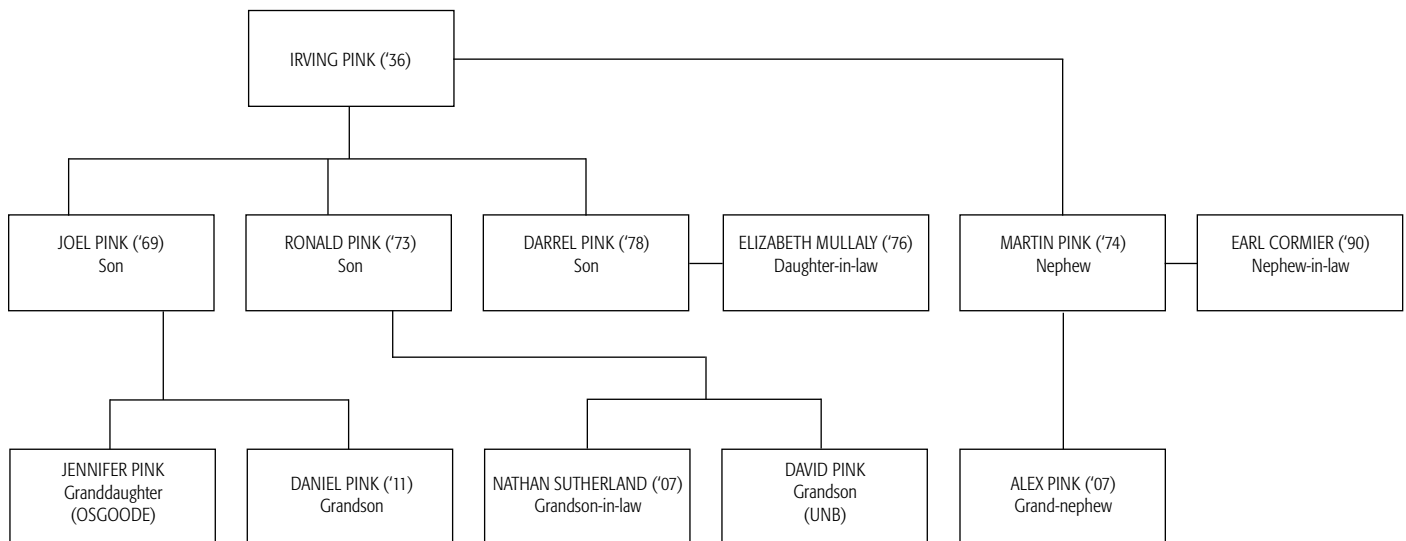 IRVING PINK (‘36)
JOEL PINK (‘69)
Son
RONALD PINK (‘73)
Son
DARREL PINK (‘78)
Son
ELIZABETH MULLALY (‘76)
Daughter-in-law
MARTIN PINK (‘74)
Nephew
EARL CORMIER (‘90)
Nephew-in-law
JENNIFER PINK
Granddaughter
(OSGOODE)
DANIEL PINK (‘11)
Grandson
NATHAN SUTHERLAND (‘07)
Grandson-in-law
DAVID PINK
Grandson
(UNB)
ALEX PINK (‘07)
Grand-nephew